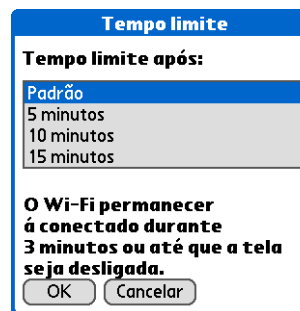 Tempo limite
Tempo limite após:
Padrão
5 minutos
10 minutos
15 minutos
O Wi-Fi permanecer
á conectado durante
3 minutos ou até que a tela
seja desligada.
OK Cancelar